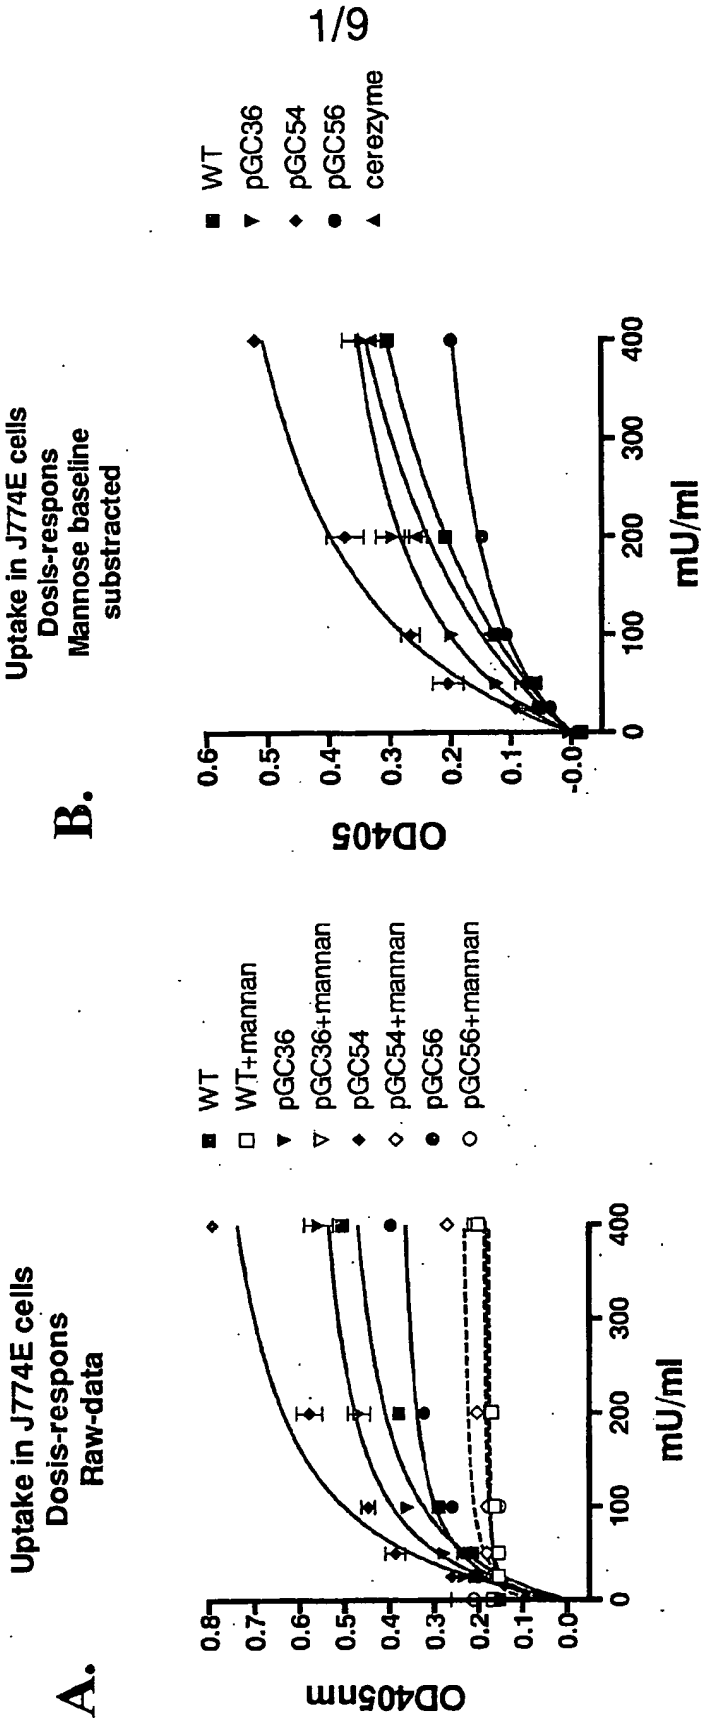 1/9
A.
Uptake in J774E cells
Dosis-respons
Raw-data
OD405nm
0.8
0.7
0.6
0.5
0.4
0.3
0.2
0.1
0.0
0
100
200
300
400
mU/ml
WT
WT+mannan
pGC36
pGC36+mannan
pGC54
pGC54+mannan
pGC56
pGC56+mannan
B.
Uptake in J774E cells
Dosis-respons
Mannose baseline
substracted
OD405
0.6
0.5
0.4
0.3
0.2
0.1
-0.0
0
100
200
300
400
mU/ml
WT
pGC36
pGC54
pGC56
cerezyme